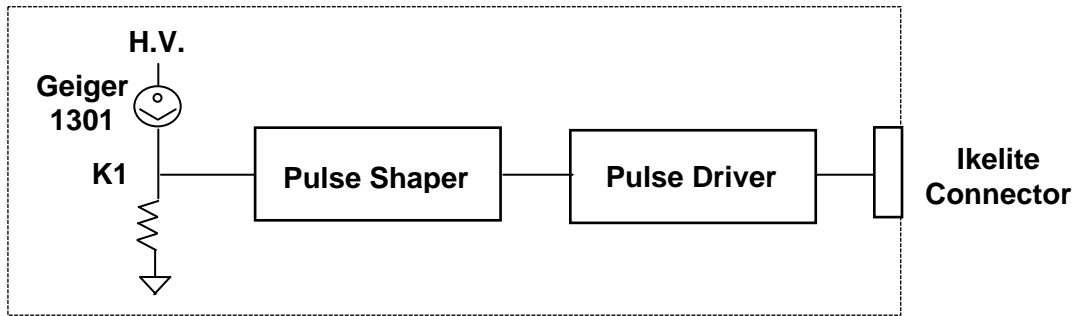 H.V.
Geiger
1301
K1
Pulse Shaper
Pulse Driver
Ikelite
Connector